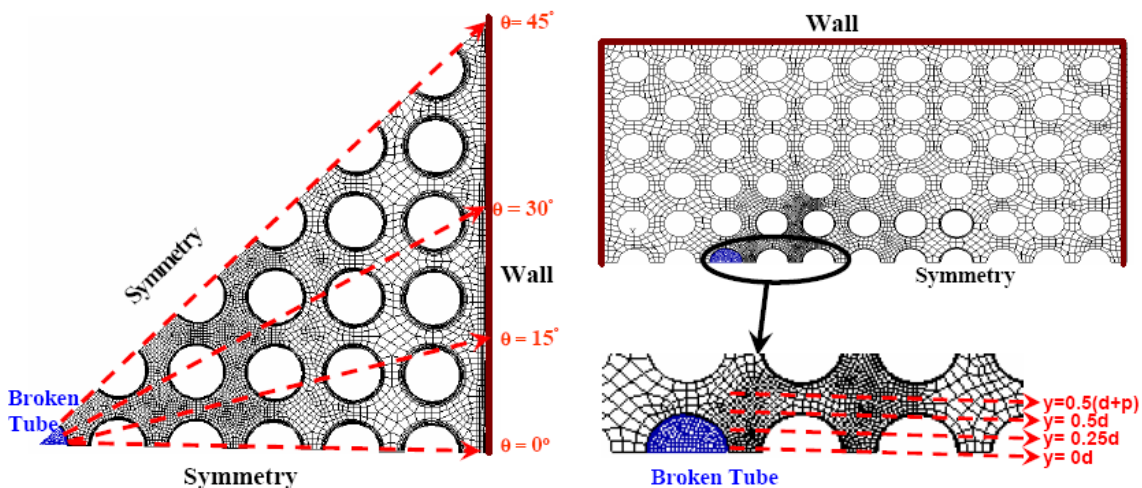 θ= 45°
Symmetry
θ = 30°
Wall
θ = 15°
Broken
Tube
θ = 0º
Symmetry
Wall
Symmetry
y=0.5(d+p)
y= 0.5d
y= 0.25d
y= 0d
Broken Tube